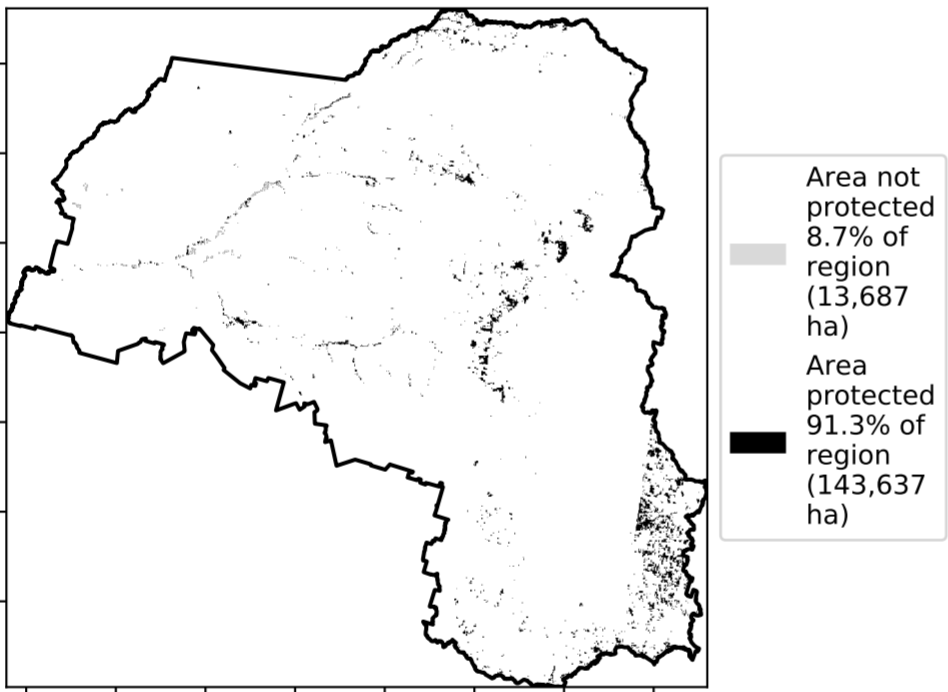 Area not
protected
8.7% of
region
(13,687
ha)
Area
protected
91.3% of
region
(143,637
ha)